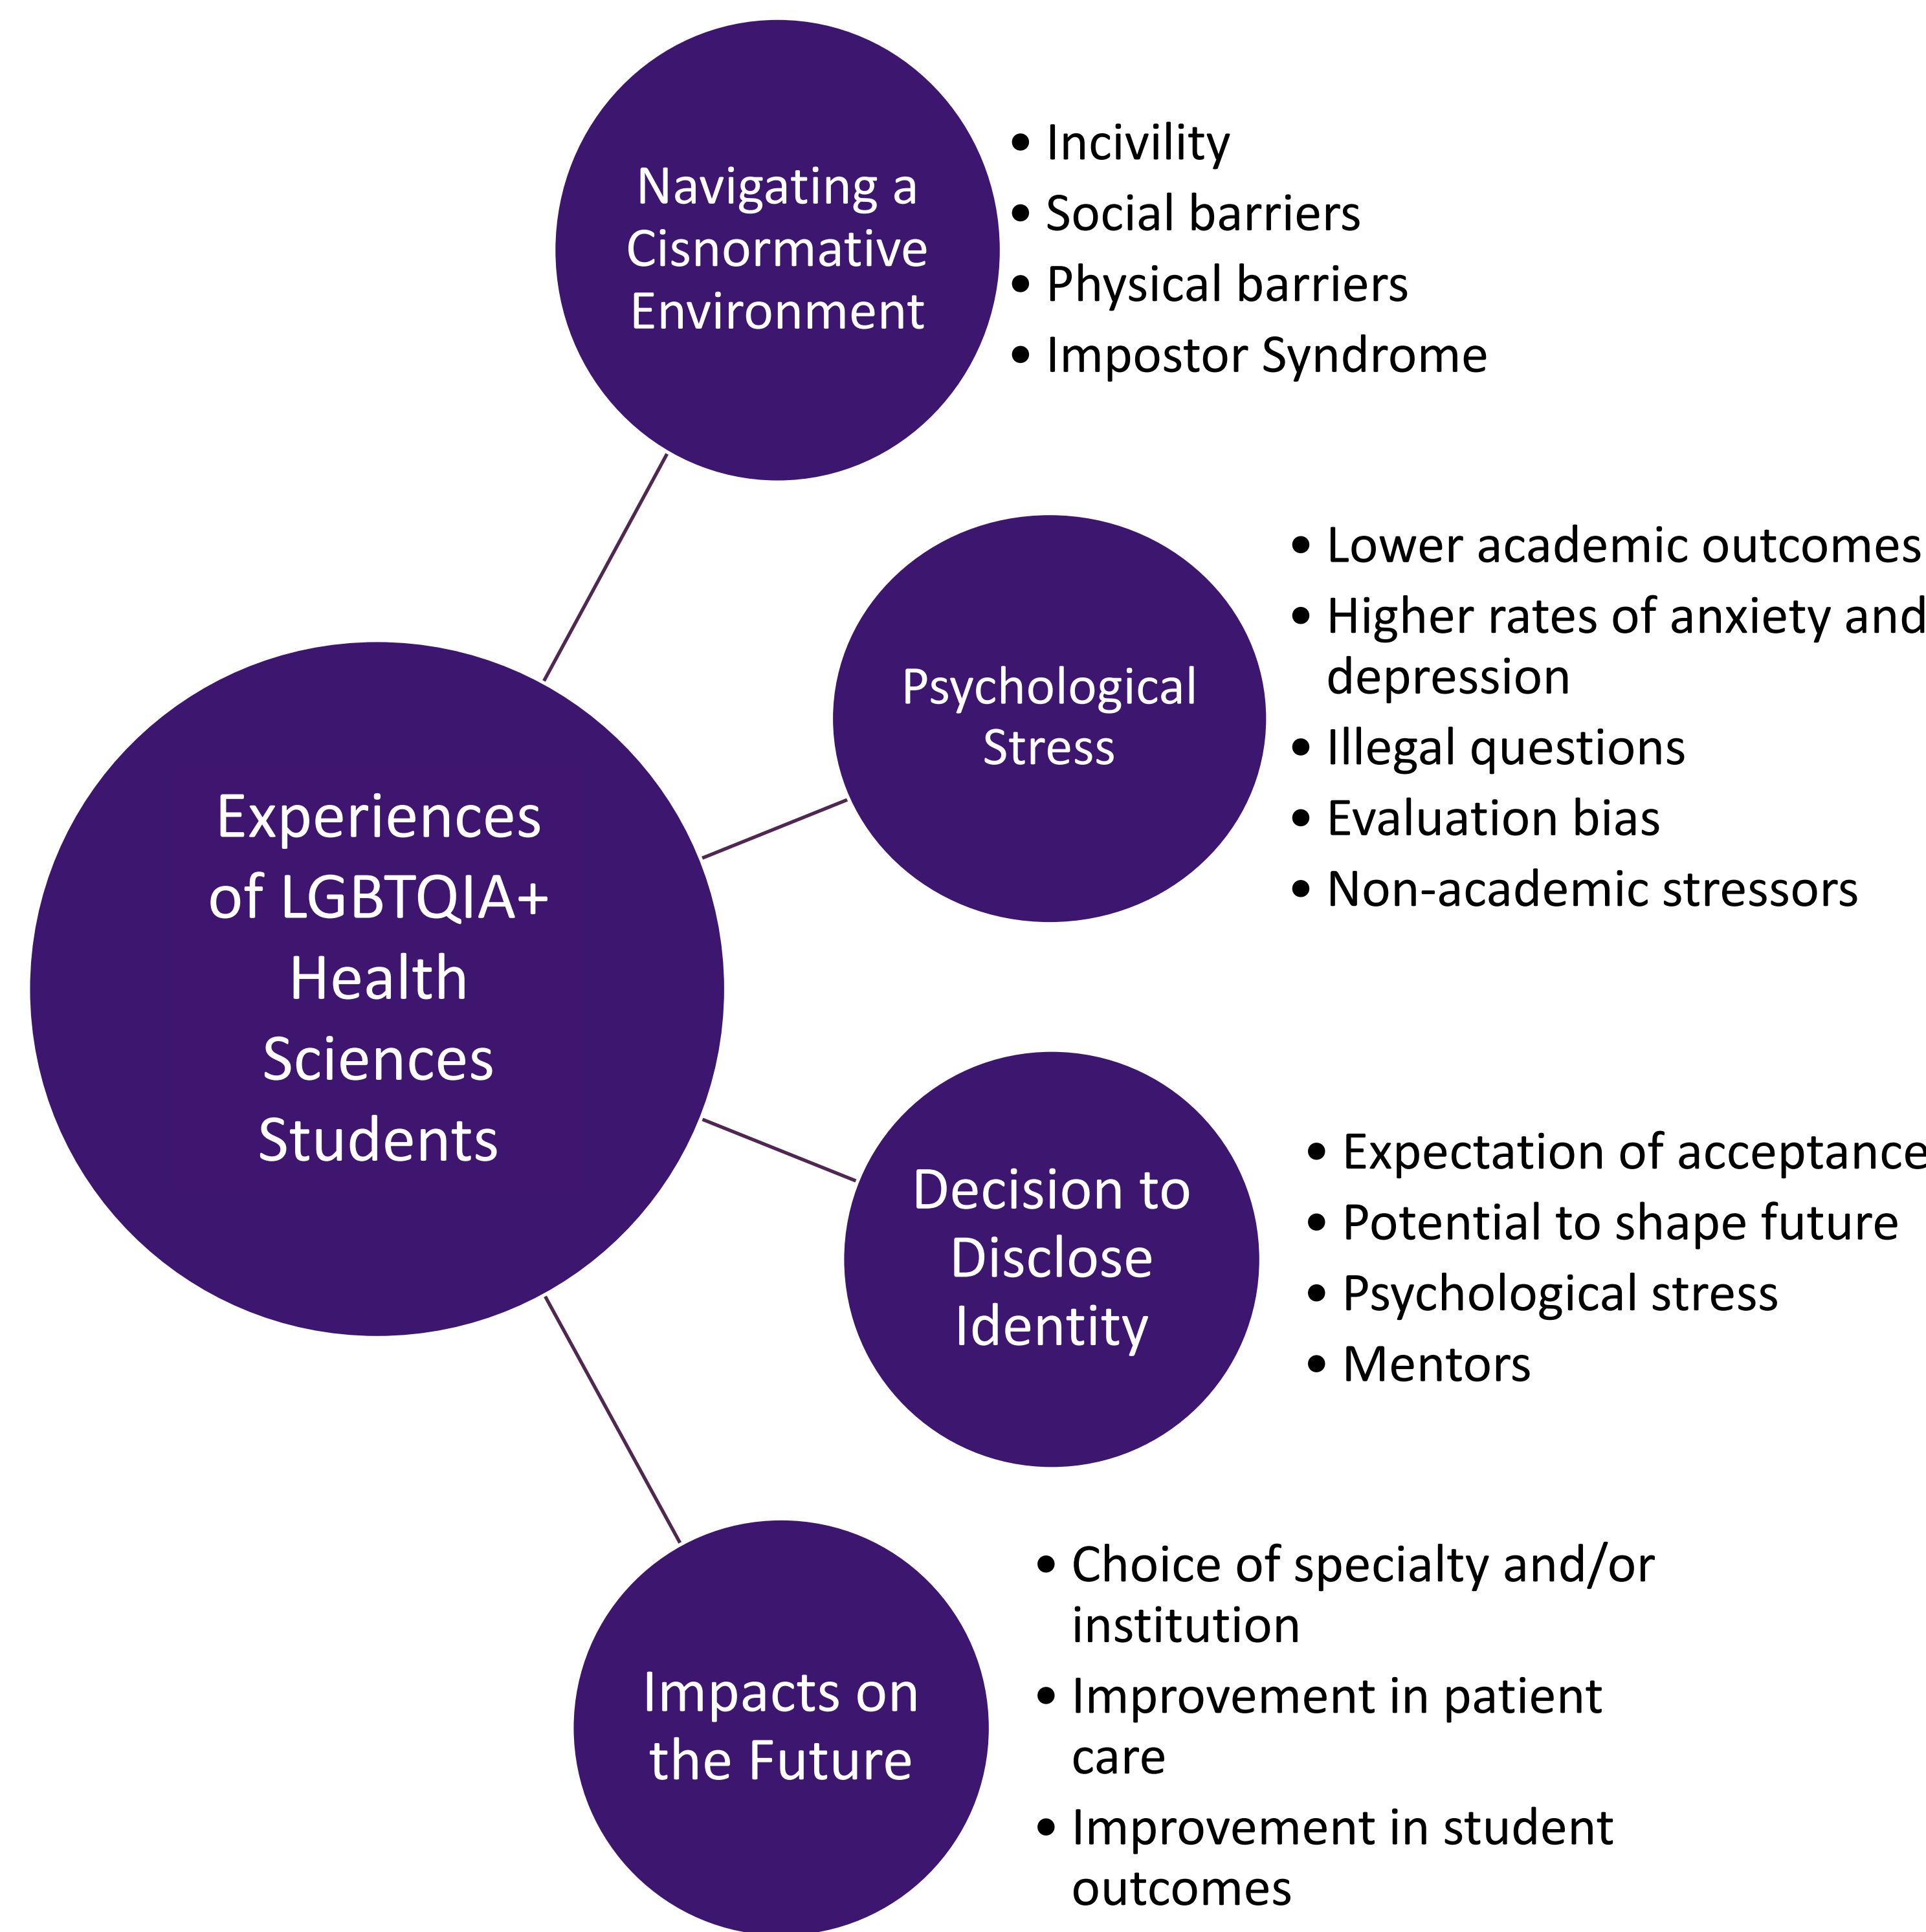 Navigating a
Cisnormative
Environment
• Incivility
• Social barriers
• Physical barriers
• Impostor Syndrome
Psychological
Stress
• Lower academic outcomes
• Higher rates of anxiety and
depression
• Illegal questions
• Evaluation bias
• Non-academic stressors
Experiences
of LGBTQIA+
Health
Sciences
Students
Decision to
Disclose
Identity
• Expectation of acceptance
• Potential to shape future
• Psychological stress
• Mentors
Impacts on
the Future
• Choice of specialty and/or
institution
• Improvement in patient
care
• Improvement in student
outcomes